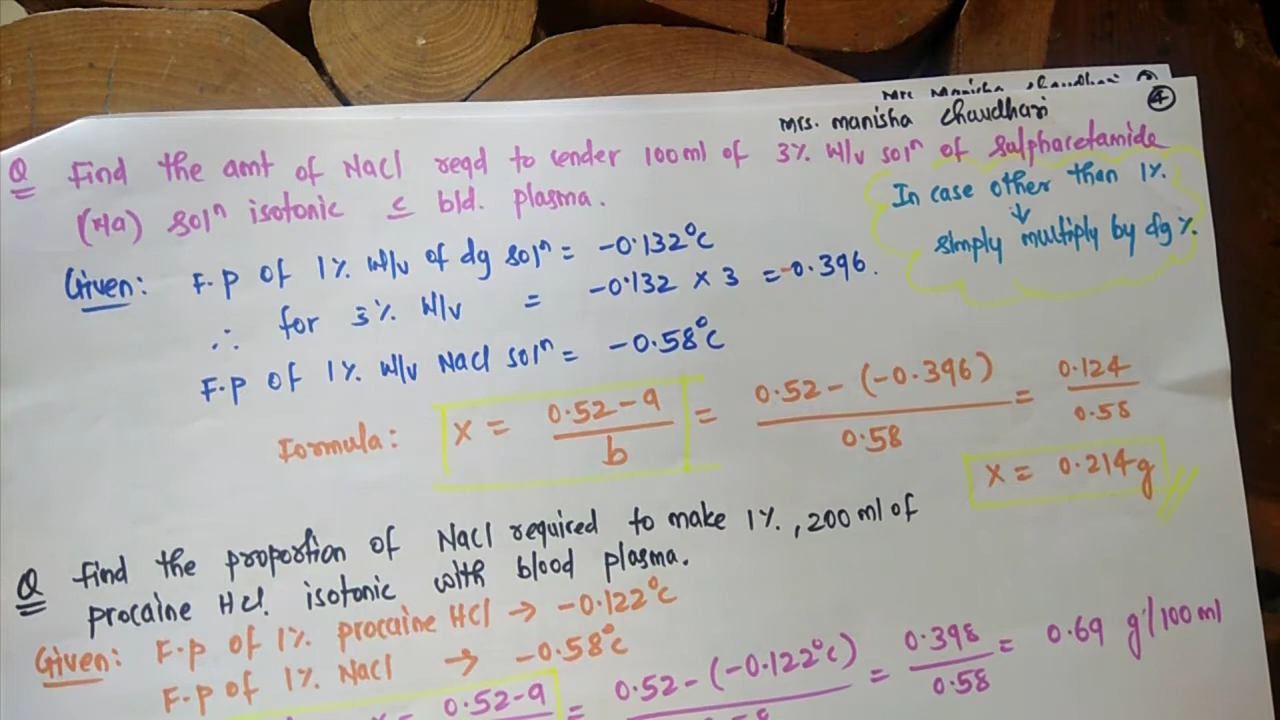 Mrs. Manisha Chaudhari
Mrs. Manisha Chaudhari ④
Q Find the amt of NaCl reqd to render 100ml of 3% W/v solⁿ of Sulphacetamide
(Na) solⁿ isotonic c̄ bld. plasma.
In case other than 1%.
↓
simply multiply by dg %.
Given: F.p of 1% W/v of dg solⁿ = -0.132°C
∴ for 3% W/v = -0.132 × 3 = -0.396.
F.p of 1% W/v NaCl solⁿ = -0.58°C
Formula: X = 0.52-a / b = 0.52-(-0.396) / 0.58 = 0.124 / 0.58
X = 0.214g //
Q Find the proportion of NaCl required to make 1%, 200 ml of
procaine HCl. isotonic with blood plasma.
Given: F.p of 1% procaine HCl → -0.122°C
F.p of 1% NaCl → -0.58°C
0.52-a = 0.52-(-0.122°C) = 0.398 / 0.58 = 0.69 g/100ml